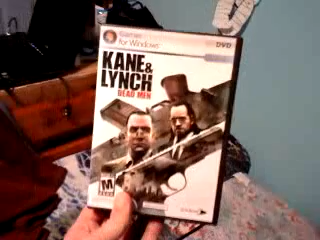 Games
for Windows
DVD
KANE &
LYNCH
DEAD MEN
M